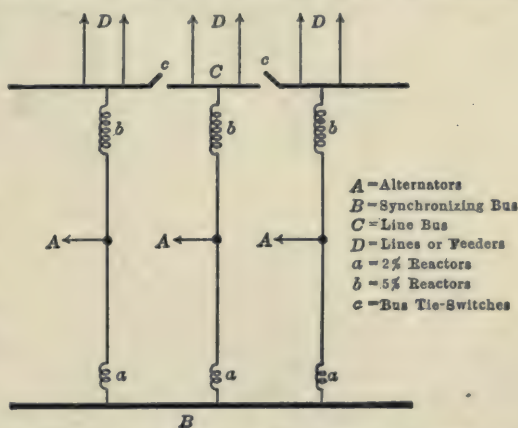 D D D
c C c
b b b
A A A
A=Alternators
B=Synchronizing Bus
C=Line Bus
D=Lines or Feeders
a=2% Reactors
b=5% Reactors
c=Bus Tie-Switches
a a a
B